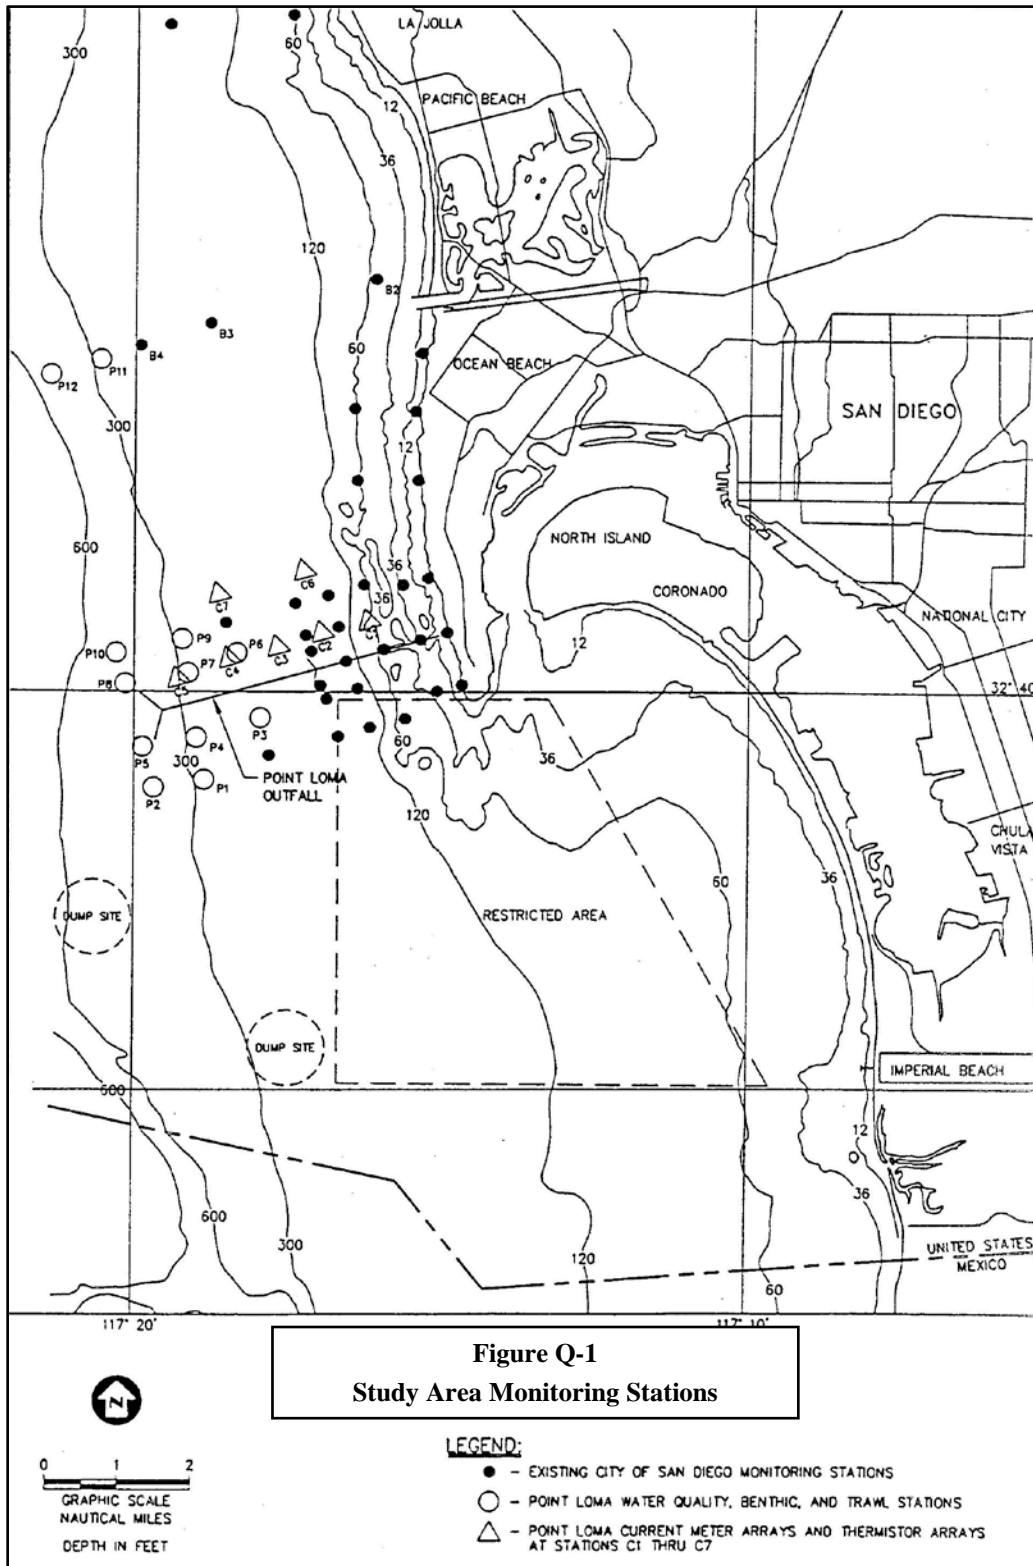 LA JOLLA
300
60
300
12
PACIFIC BEACH
36
120
B2
B3
B4
60
P11
P12
OCEAN BEACH
SAN DIEGO
300
12
NORTH ISLAND
600
36
C6
CORONADO
36
C7
NATIONAL CITY
P9
C2
12
P10
P6
C3
P7
C4
P8
32° 40
P3
P4
60
36
P5
300
POINT LOMA
OUTFALL
P1
P2
120
CHULA
VISTA
60
36
DUMP SITE
RESTRICTED AREA
DUMP SITE
IMPERIAL BEACH
600
12
36
600
300
120
UNITED STATES
MEXICO
60
117° 20
117° 10
Figure Q-1
Study Area Monitoring Stations
N
LEGEND:
0 1 2
GRAPHIC SCALE
NAUTICAL MILES
DEPTH IN FEET
● – EXISTING CITY OF SAN DIEGO MONITORING STATIONS
○ – POINT LOMA WATER QUALITY, BENTHIC, AND TRAWL STATIONS
△ – POINT LOMA CURRENT METER ARRAYS AND THERMISTOR ARRAYS
AT STATIONS C1 THRU C7